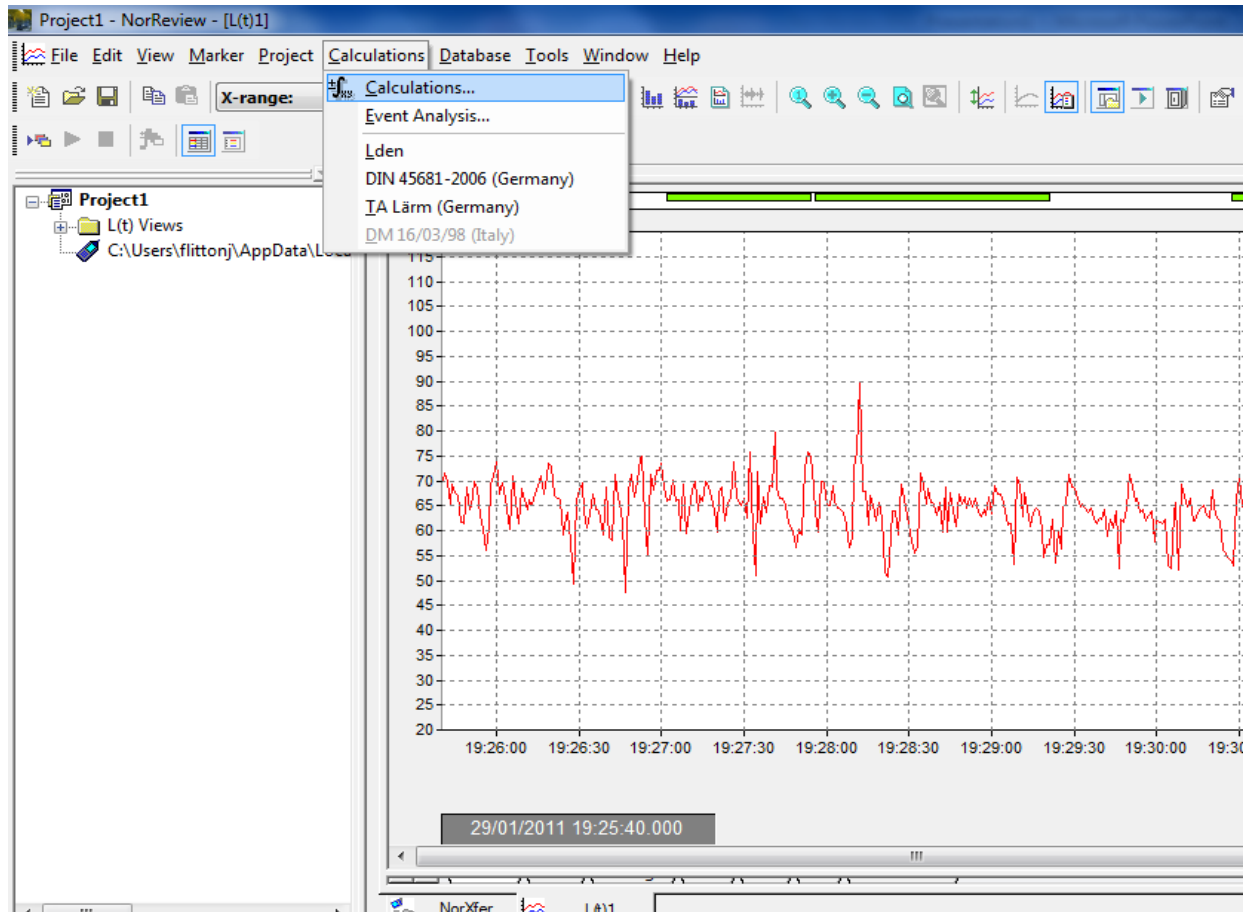 Project1 - NorReview - [L(t)1]
File Edit View Marker Project Calculations Database Tools Window Help
X-range:
Calculations...
Event Analysis...
Lden
DIN 45681-2006 (Germany)
TA Lärm (Germany)
DM 16/03/98 (Italy)
Project1
L(t) Views
C:\Users\flittonj\AppData\Loca
115
110
105
100
95
90
85
80
75
70
65
60
55
50
45
40
35
30
25
20
19:26:00 19:26:30 19:27:00 19:27:30 19:28:00 19:28:30 19:29:00 19:29:30 19:30:00 19:30
29/01/2011 19:25:40.000
NorXfer L(t)1